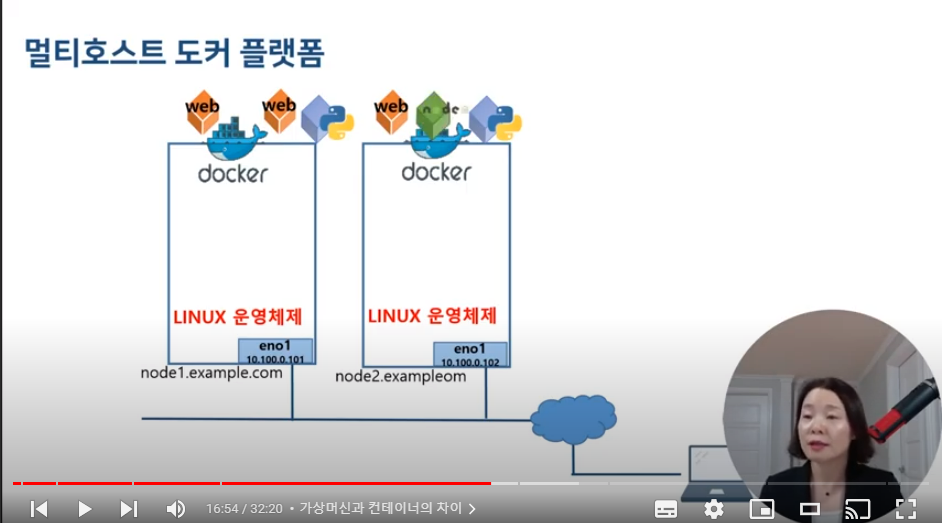 멀티호스트 도커 플랫폼
web web web node
docker docker
LINUX 운영체제 LINUX 운영체제
eno1 eno1
10.100.0.101 10.100.0.102
node1.example.com node2.exampleom
16:54 / 32:20 • 가상머신과 컨테이너의 차이